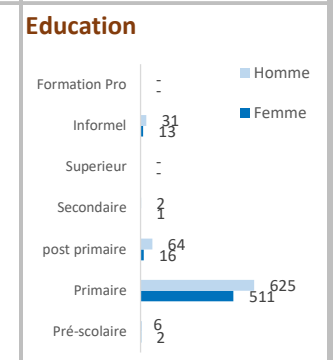 Education
Homme
Femme
Formation Pro - -
Informel 31 13
Superieur - -
Secondaire 2 1
post primaire 64 16
Primaire 625 511
Pré-scolaire 6 2